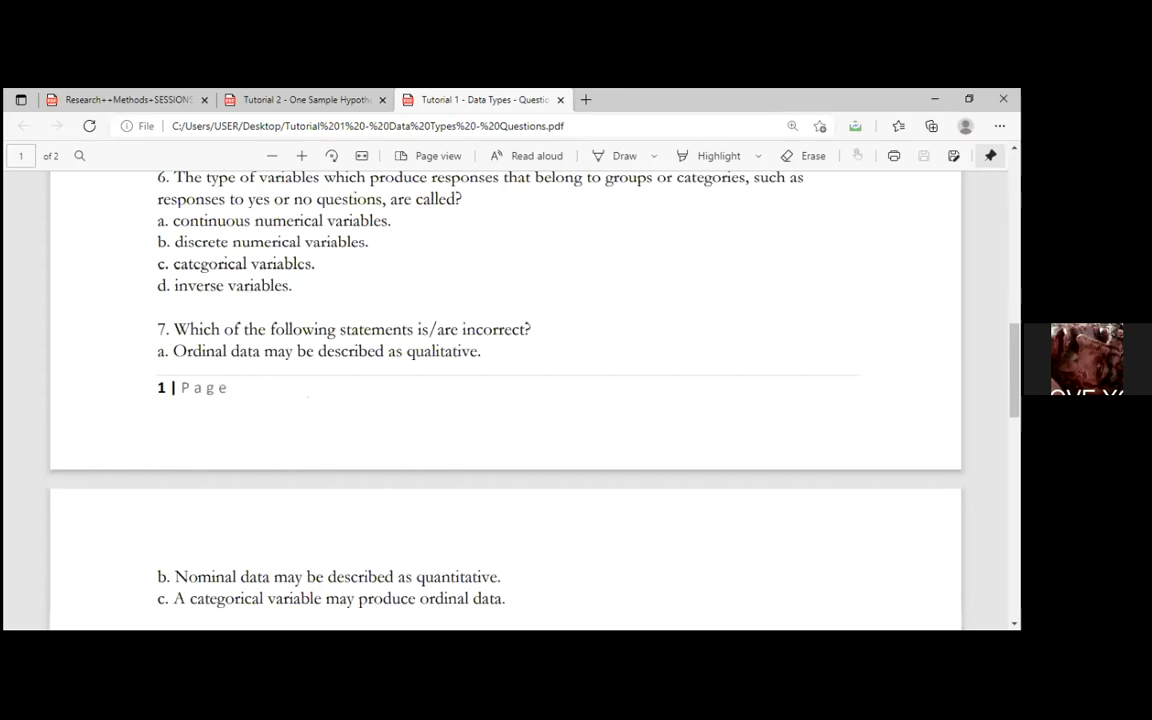 Research++Methods+SESSIONS
Tutorial 2 - One Sample Hypoth
Tutorial 1 - Data Types - Questio
File
C:/Users/USER/Desktop/Tutorial%201%20-%20Data%20Types%20-%20Questions.pdf
1 of 2
Page view
Read aloud
Draw
Highlight
Erase
6. The type of variables which produce responses that belong to groups or categories, such as
responses to yes or no questions, are called?
a. continuous numerical variables.
b. discrete numerical variables.
c. categorical variables.
d. inverse variables.
7. Which of the following statements is/are incorrect?
a. Ordinal data may be described as qualitative.
1 | Page
b. Nominal data may be described as quantitative.
c. A categorical variable may produce ordinal data.